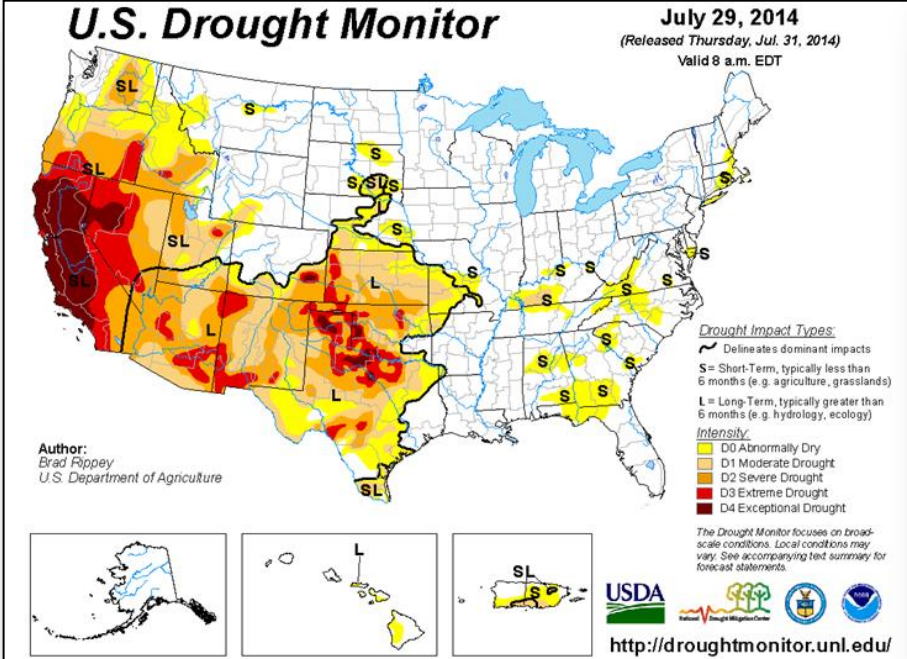 U.S. Drought Monitor
July 29, 2014
(Released Thursday, Jul. 31, 2014)
Valid 8 a.m. EDT
SL
S
S
SL
S
SL
S
S
SL
S
S
S
S
S
SL
S
S
S
L
L
S
S
S
L
S
S
SL
Drought Impact Types:
Delineates dominant impacts
S = Short-Term, typically less than
6 months (e.g. agriculture, grasslands)
L = Long-Term, typically greater than
6 months (e.g. hydrology, ecology)
Intensity:
D0 Abnormally Dry
D1 Moderate Drought
D2 Severe Drought
D3 Extreme Drought
D4 Exceptional Drought
Author:
Brad Rippey
U.S. Department of Agriculture
The Drought Monitor focuses on broad-
scale conditions. Local conditions may
vary. See accompanying text summary for
forecast statements.
L
SL
S
USDA
National Drought Mitigation Center
http://droughtmonitor.unl.edu/